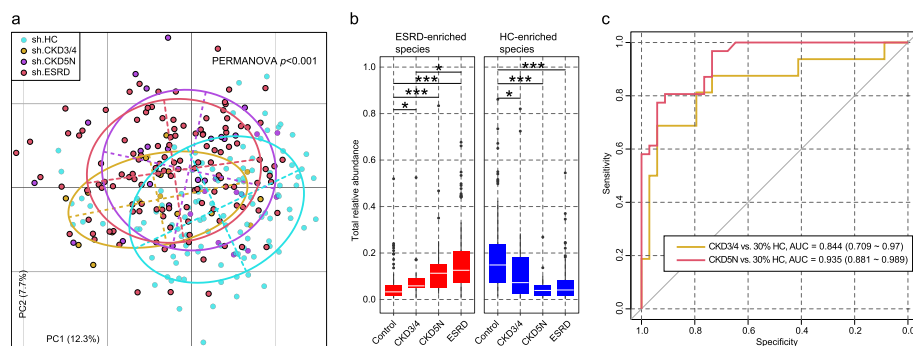 a
sh.HC
sh.CKD3/4
sh.CKD5N
sh.ESRD
PERMANOVA p<0.001
PC2 (7.7%)
PC1 (12.3%)
b
ESRD-enriched
species
HC-enriched
species
Total relative abundance
1.0
0.8
0.6
0.4
0.2
0.0
*
***
***
*
***
***
*
Control
CKD3/4
CKD5N
ESRD
Control
CKD3/4
CKD5N
ESRD
c
Sensitivity
1.0
0.8
0.6
0.4
0.2
0.0
CKD3/4 vs. 30% HC, AUC = 0.844 (0.709 ~ 0.97)
CKD5N vs. 30% HC, AUC = 0.935 (0.881 ~ 0.989)
1.0
0.8
0.6
0.4
0.2
0.0
Specificity